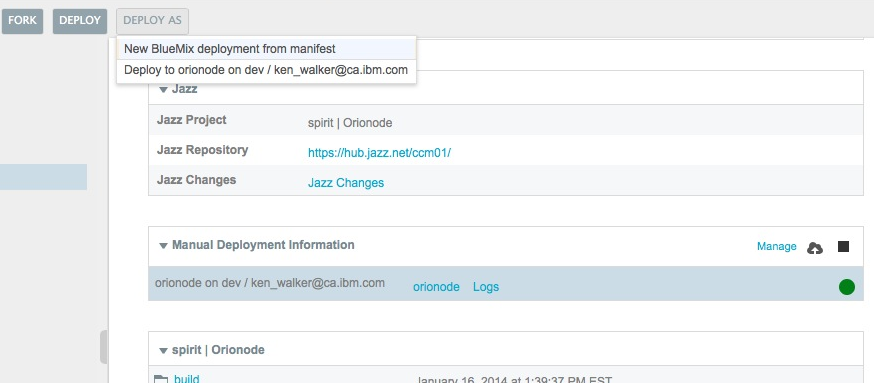 FORK DEPLOY DEPLOY AS
New BlueMix deployment from manifest
Deploy to orionode on dev / ken_walker@ca.ibm.com
Jazz
Jazz Project spirit | Orionode
Jazz Repository https://hub.jazz.net/ccm01/
Jazz Changes Jazz Changes
Manual Deployment Information Manage
orionode on dev / ken_walker@ca.ibm.com orionode Logs
spirit | Orionode
build January 16, 2014 at 1:39:37 PM EST